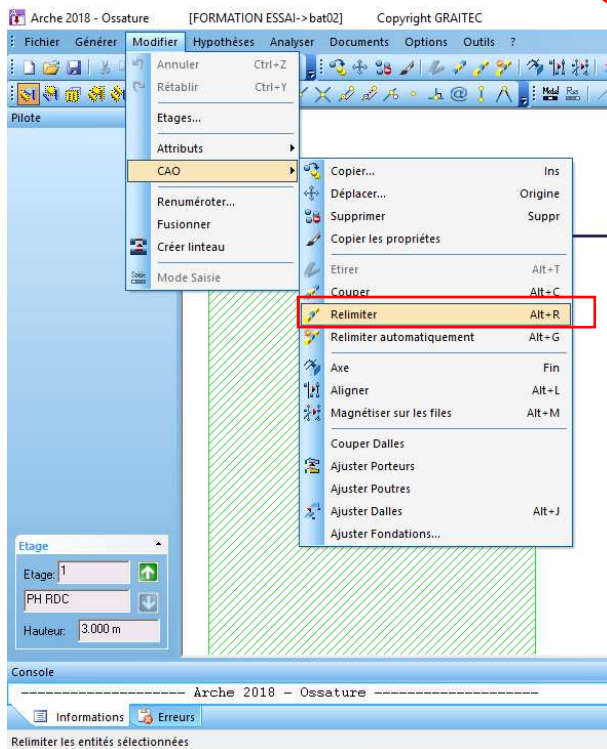 Arche 2018 - Ossature [FORMATION ESSAI->bat02] Copyright GRAITEC
Fichier Générer Modifier Hypothèses Analyser Documents Options Outils ?
Annuler Ctrl+Z
Rétablir Ctrl+Y
Pilote
Etages...
Attributs
CAO
Renuméroter...
Fusionner
Créer linteau
Mode Saisie
Copier... Ins
Déplacer... Origine
Supprimer Suppr
Copier les propriétes
Etirer Alt+T
Couper Alt+C
Relimiter Alt+R
Relimiter automatiquement Alt+G
Axe Fin
Aligner Alt+L
Magnétiser sur les files Alt+M
Couper Dalles
Ajuster Porteurs
Ajuster Poutres
Ajuster Dalles Alt+J
Ajuster Fondations...
Etage
Etage: 1
PH RDC
Hauteur: 3.000 m
Console
--------------------- Arche 2018 - Ossature ---------------------
Informations Erreurs
Relimiter les entités sélectionnées